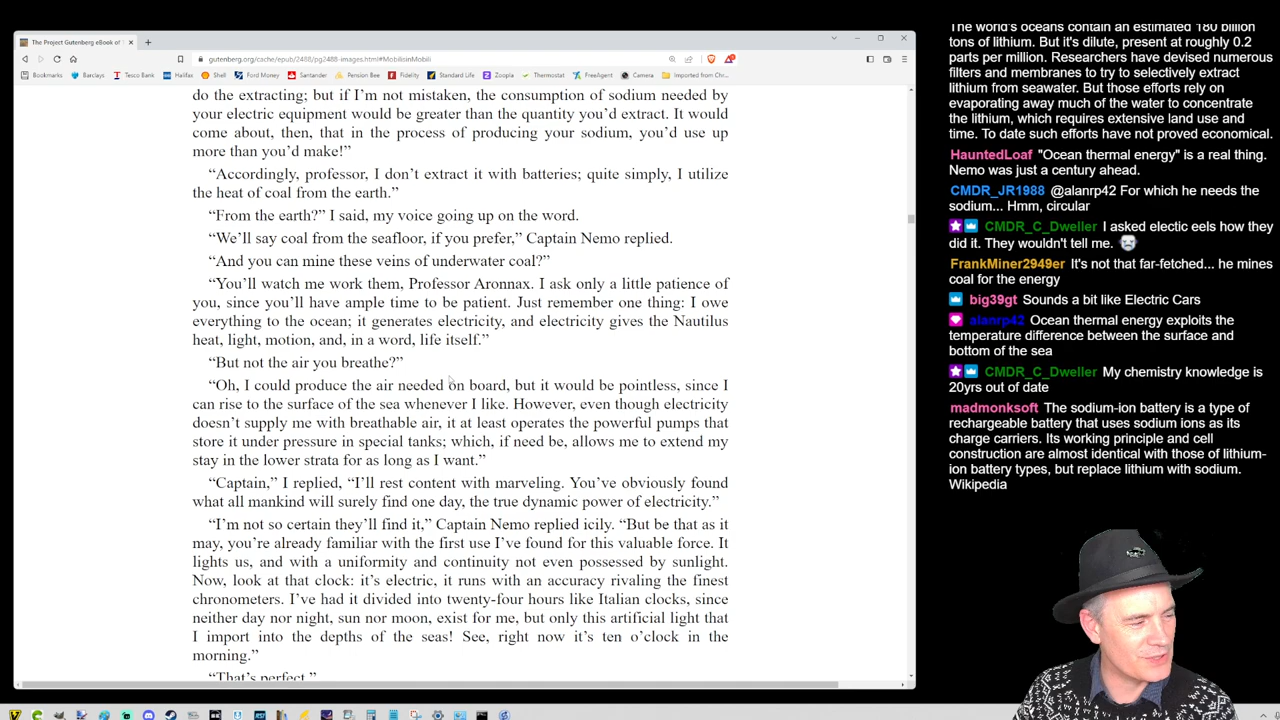 The Project Gutenberg eBook of
gutenberg.org/cache/epub/2488/pg2488-images.html#MobilisinMobili
Bookmarks Barclays Tesco Bank Halifax Shell Ford Money Santander Pension Bee Fidelity Standard Life Zoopla Thermostat FreeAgent Camera Imported from Chr...
do the extracting; but if I’m not mistaken, the consumption of sodium needed by
your electric equipment would be greater than the quantity you’d extract. It would
come about, then, that in the process of producing your sodium, you’d use up
more than you’d make!”
“Accordingly, professor, I don’t extract it with batteries; quite simply, I utilize
the heat of coal from the earth.”
“From the earth?” I said, my voice going up on the word.
“We’ll say coal from the seafloor, if you prefer,” Captain Nemo replied.
“And you can mine these veins of underwater coal?”
“You’ll watch me work them, Professor Aronnax. I ask only a little patience of
you, since you’ll have ample time to be patient. Just remember one thing: I owe
everything to the ocean; it generates electricity, and electricity gives the Nautilus
heat, light, motion, and, in a word, life itself.”
“But not the air you breathe?”
“Oh, I could produce the air needed on board, but it would be pointless, since I
can rise to the surface of the sea whenever I like. However, even though electricity
doesn’t supply me with breathable air, it at least operates the powerful pumps that
store it under pressure in special tanks; which, if need be, allows me to extend my
stay in the lower strata for as long as I want.”
“Captain,” I replied, “I’ll rest content with marveling. You’ve obviously found
what all mankind will surely find one day, the true dynamic power of electricity.”
“I’m not so certain they’ll find it,” Captain Nemo replied icily. “But be that as it
may, you’re already familiar with the first use I’ve found for this valuable force. It
lights us, and with a uniformity and continuity not even possessed by sunlight.
Now, look at that clock: it’s electric, it runs with an accuracy rivaling the finest
chronometers. I’ve had it divided into twenty-four hours like Italian clocks, since
neither day nor night, sun nor moon, exist for me, but only this artificial light that
I import into the depths of the seas! See, right now it’s ten o’clock in the
morning.”
“That’s perfect.”
The world's oceans contain an estimated 180 billion
tons of lithium. But it's dilute, present at roughly 0.2
parts per million. Researchers have devised numerous
filters and membranes to try to selectively extract
lithium from seawater. But those efforts rely on
evaporating away much of the water to concentrate
the lithium, which requires extensive land use and
time. To date such efforts have not proved economical.
HauntedLoaf "Ocean thermal energy" is a real thing.
Nemo was just a century ahead.
CMDR_JR1988 @alanrp42 For which he needs the
sodium... Hmm, circular
CMDR_C_Dweller I asked electic eels how they
did it. They wouldn't tell me.
FrankMiner2949er It's not that far-fetched... he mines
coal for the energy
big39gt Sounds a bit like Electric Cars
alanrp42 Ocean thermal energy exploits the
temperature difference between the surface and
bottom of the sea
CMDR_C_Dweller My chemistry knowledge is
20yrs out of date
madmonksoft The sodium-ion battery is a type of
rechargeable battery that uses sodium ions as its
charge carriers. Its working principle and cell
construction are almost identical with those of lithium-
ion battery types, but replace lithium with sodium.
Wikipedia